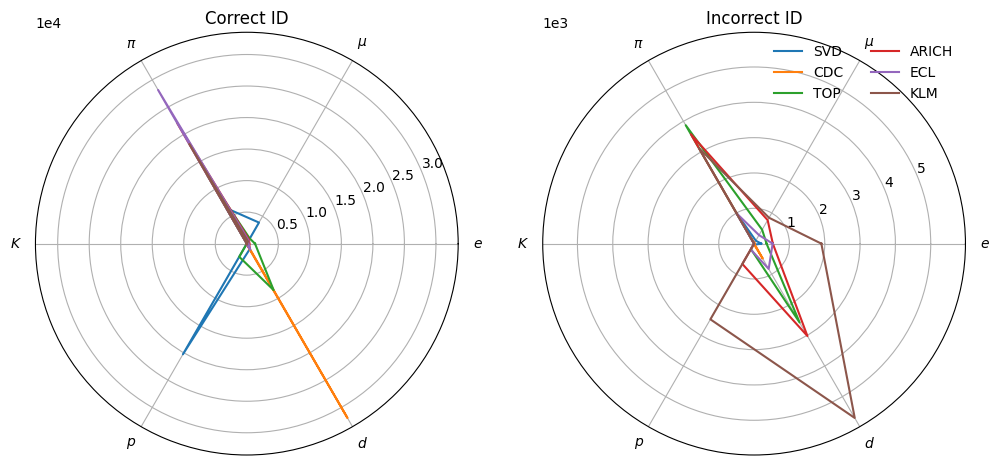 Correct ID
1e4
π
μ
K
e
p
d
0.5
1.0
1.5
2.0
2.5
3.0
Incorrect ID
1e3
π
μ
K
e
p
d
1
2
3
4
5
SVD
CDC
TOP
ARICH
ECL
KLM